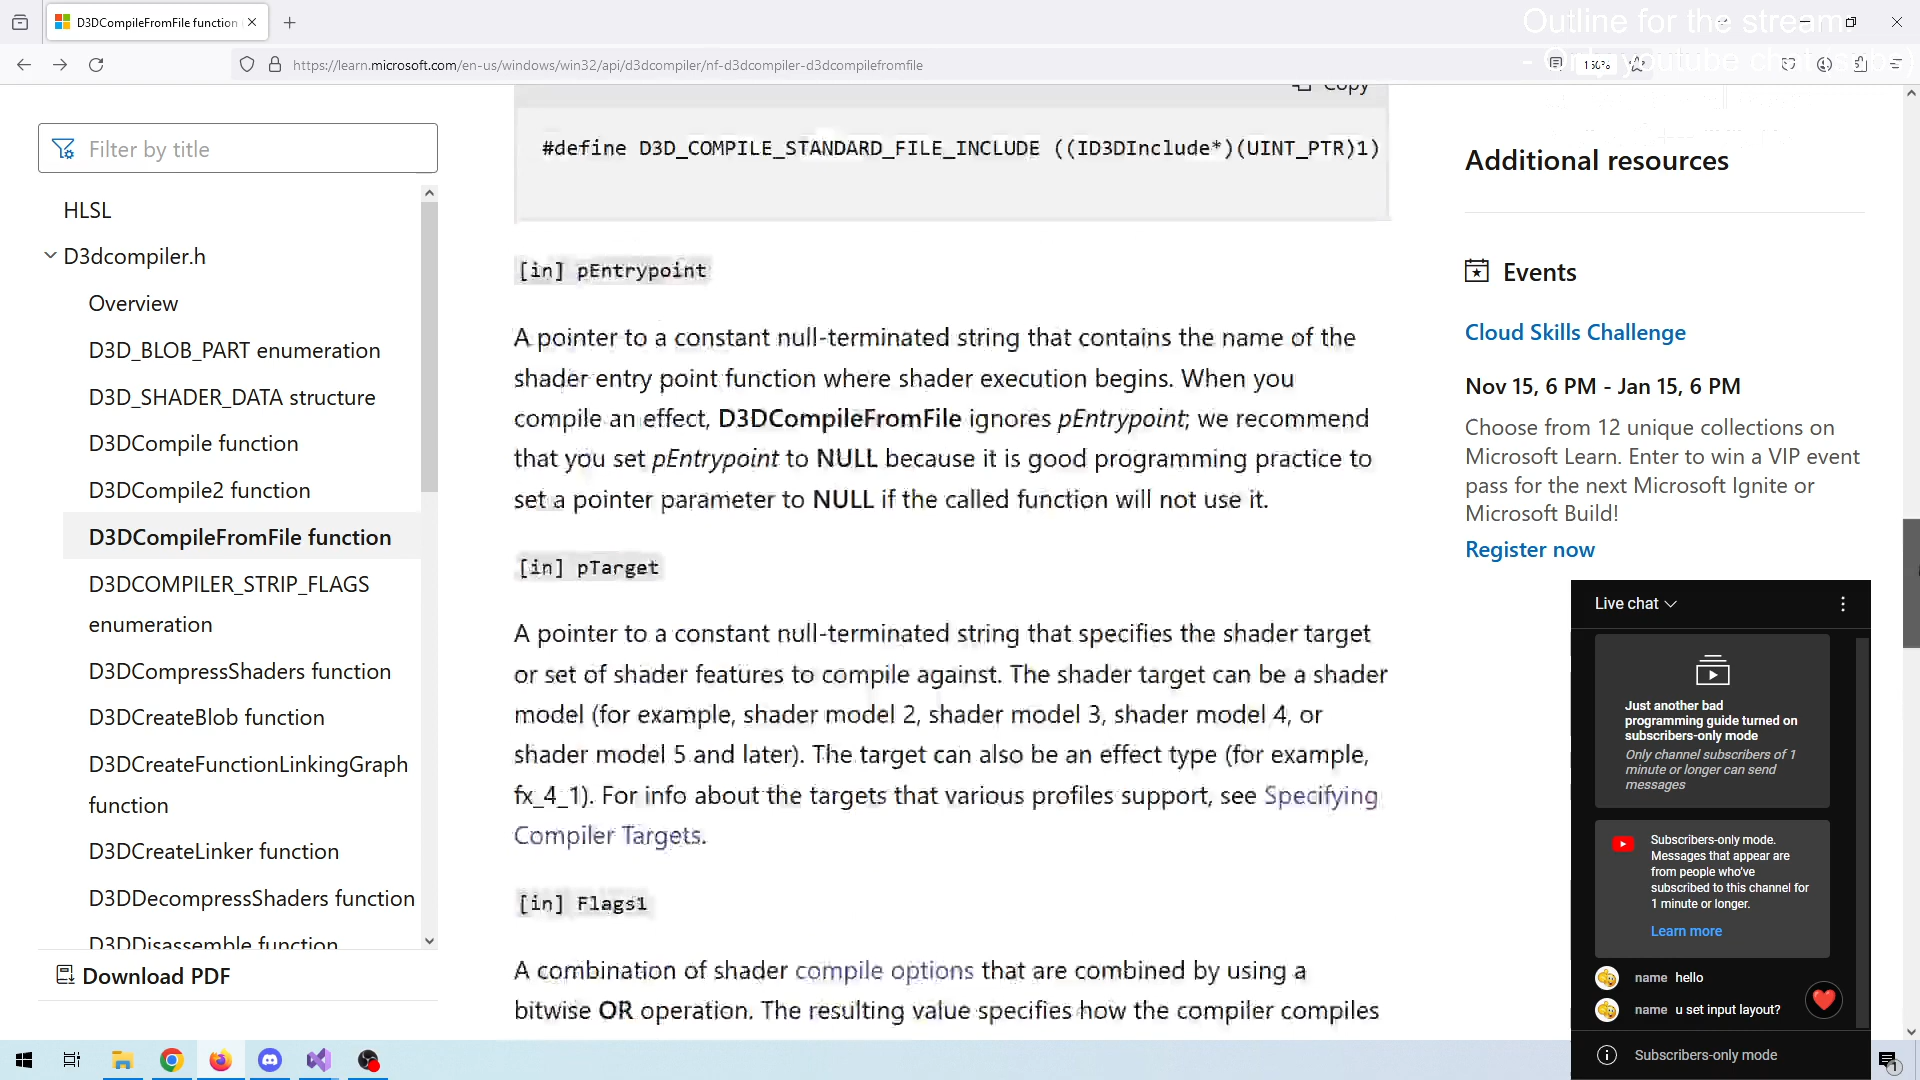 D3DCompileFromFile function
Outline for the stream
https://learn.microsoft.com/en-us/windows/win32/api/d3dcompiler/nf-d3dcompiler-d3dcompilefromfile
150%
- Only youtube chat
Copy
Filter by title
HLSL
D3dcompiler.h
Overview
D3D_BLOB_PART enumeration
D3D_SHADER_DATA structure
D3DCompile function
D3DCompile2 function
D3DCompileFromFile function
D3DCOMPILER_STRIP_FLAGS
enumeration
D3DCompressShaders function
D3DCreateBlob function
D3DCreateFunctionLinkingGraph
function
D3DCreateLinker function
D3DDecompressShaders function
D3DDisassemble function
Download PDF
#define D3D_COMPILE_STANDARD_FILE_INCLUDE ((ID3DInclude*)(UINT_PTR)1)
[in] pEntrypoint
A pointer to a constant null-terminated string that contains the name of the
shader entry point function where shader execution begins. When you
compile an effect, D3DCompileFromFile ignores pEntrypoint; we recommend
that you set pEntrypoint to NULL because it is good programming practice to
set a pointer parameter to NULL if the called function will not use it.
[in] pTarget
A pointer to a constant null-terminated string that specifies the shader target
or set of shader features to compile against. The shader target can be a shader
model (for example, shader model 2, shader model 3, shader model 4, or
shader model 5 and later). The target can also be an effect type (for example,
fx_4_1). For info about the targets that various profiles support, see Specifying
Compiler Targets.
[in] Flags1
A combination of shader compile options that are combined by using a
bitwise OR operation. The resulting value specifies how the compiler compiles
Additional resources
Events
Cloud Skills Challenge
Nov 15, 6 PM - Jan 15, 6 PM
Choose from 12 unique collections on
Microsoft Learn. Enter to win a VIP event
pass for the next Microsoft Ignite or
Microsoft Build!
Register now
Live chat
Just another bad
programming guide turned on
subscribers-only mode
Only channel subscribers of 1
minute or longer can send
messages
Subscribers-only mode.
Messages that appear are
from people who've
subscribed to this channel for
1 minute or longer.
Learn more
name hello
name u set input layout?
Subscribers-only mode
1